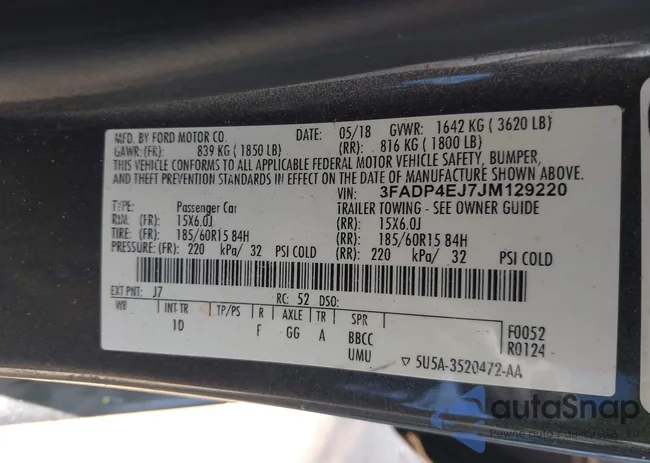 MFD. BY FORD MOTOR CO. DATE: 05/18 GVWR: 1642 KG ( 3620 LB)
GAWR: (FR): 839 KG ( 1850 LB) (RR): 816 KG ( 1800 LB)
THIS VEHICLE CONFORMS TO ALL APPLICABLE FEDERAL MOTOR VEHICLE SAFETY, BUMPER,
AND THEFT PREVENTION STANDARDS IN EFFECT ON THE DATE OF MANUFACTURE SHOWN ABOVE.
VIN: 3FADP4EJ7JM129220
TYPE: Passenger Car TRAILER TOWING - SEE OWNER GUIDE
RIM: (FR): 15X6.0J (RR): 15X6.0J
TIRE: (FR): 185/60R15 84H (RR): 185/60R15 84H
PRESSURE: (FR): 220 kPa/ 32 PSI COLD (RR): 220 kPa/ 32 PSI COLD
EXT PNT: J7 RC: 52 DSO:
WB INT TR TP/PS R AXLE TR SPR
1D F GG A BBCC F0052
UMU R0124
▽ 5U5A-3520472-AA
autoSnap